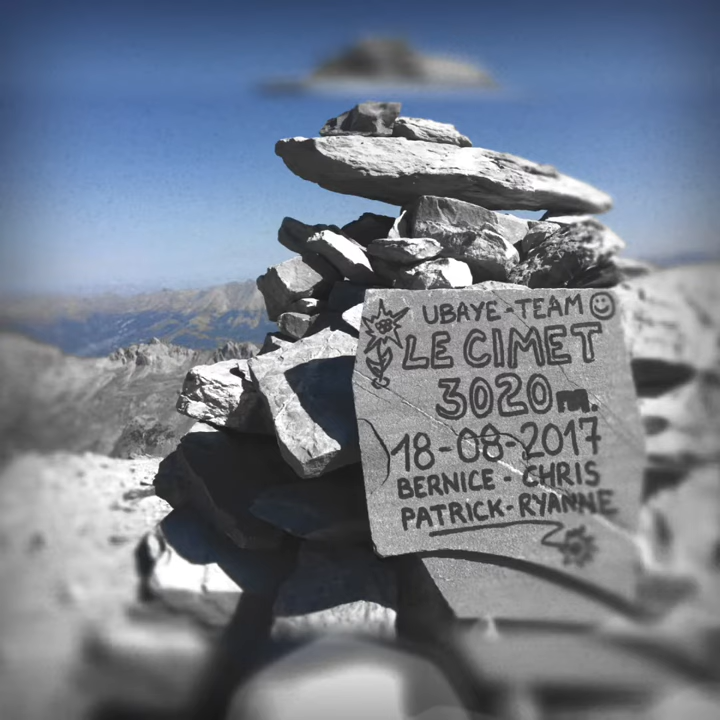 UBAYE-TEAM
LE CIMET
3020 m.
18-08-2017
BERNICE - CHRIS
PATRICK-RYANNE